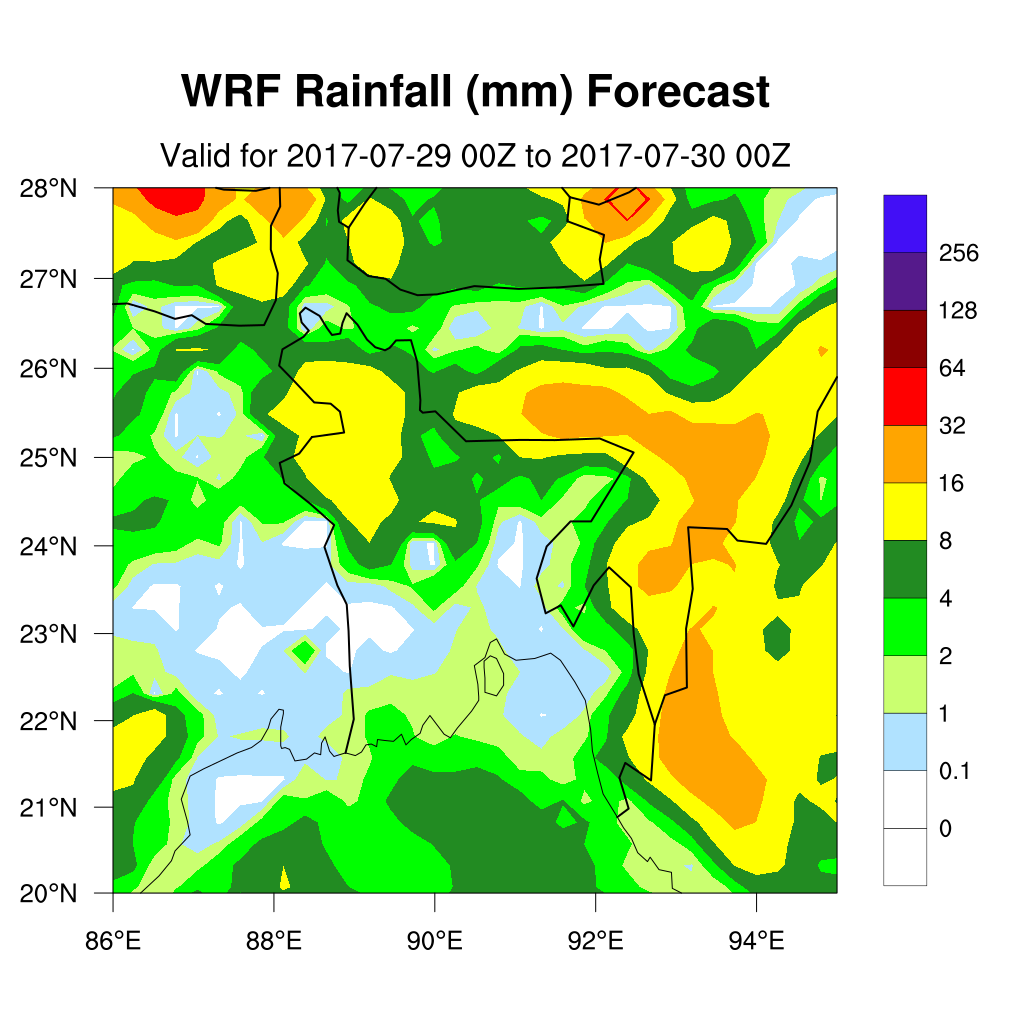 WRF Rainfall (mm) Forecast
Valid for 2017-07-29 00Z to 2017-07-30 00Z
28°N
27°N
26°N
25°N
24°N
23°N
22°N
21°N
20°N
86°E 88°E 90°E 92°E 94°E
256
128
64
32
16
8
4
2
1
0.1
0